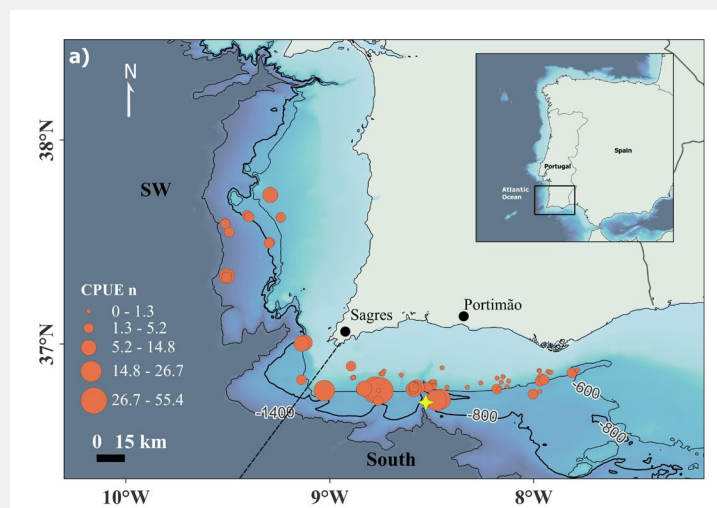 a)
N
38°N
SW
Portugal
Spain
Atlantic
Ocean
CPUE n
0 - 1.3
1.3 - 5.2
5.2 - 14.8
14.8 - 26.7
26.7 - 55.4
Sagres
Portimão
37°N
-600
-1400
-800
-800
0 15 km
South
10°W
9°W
8°W